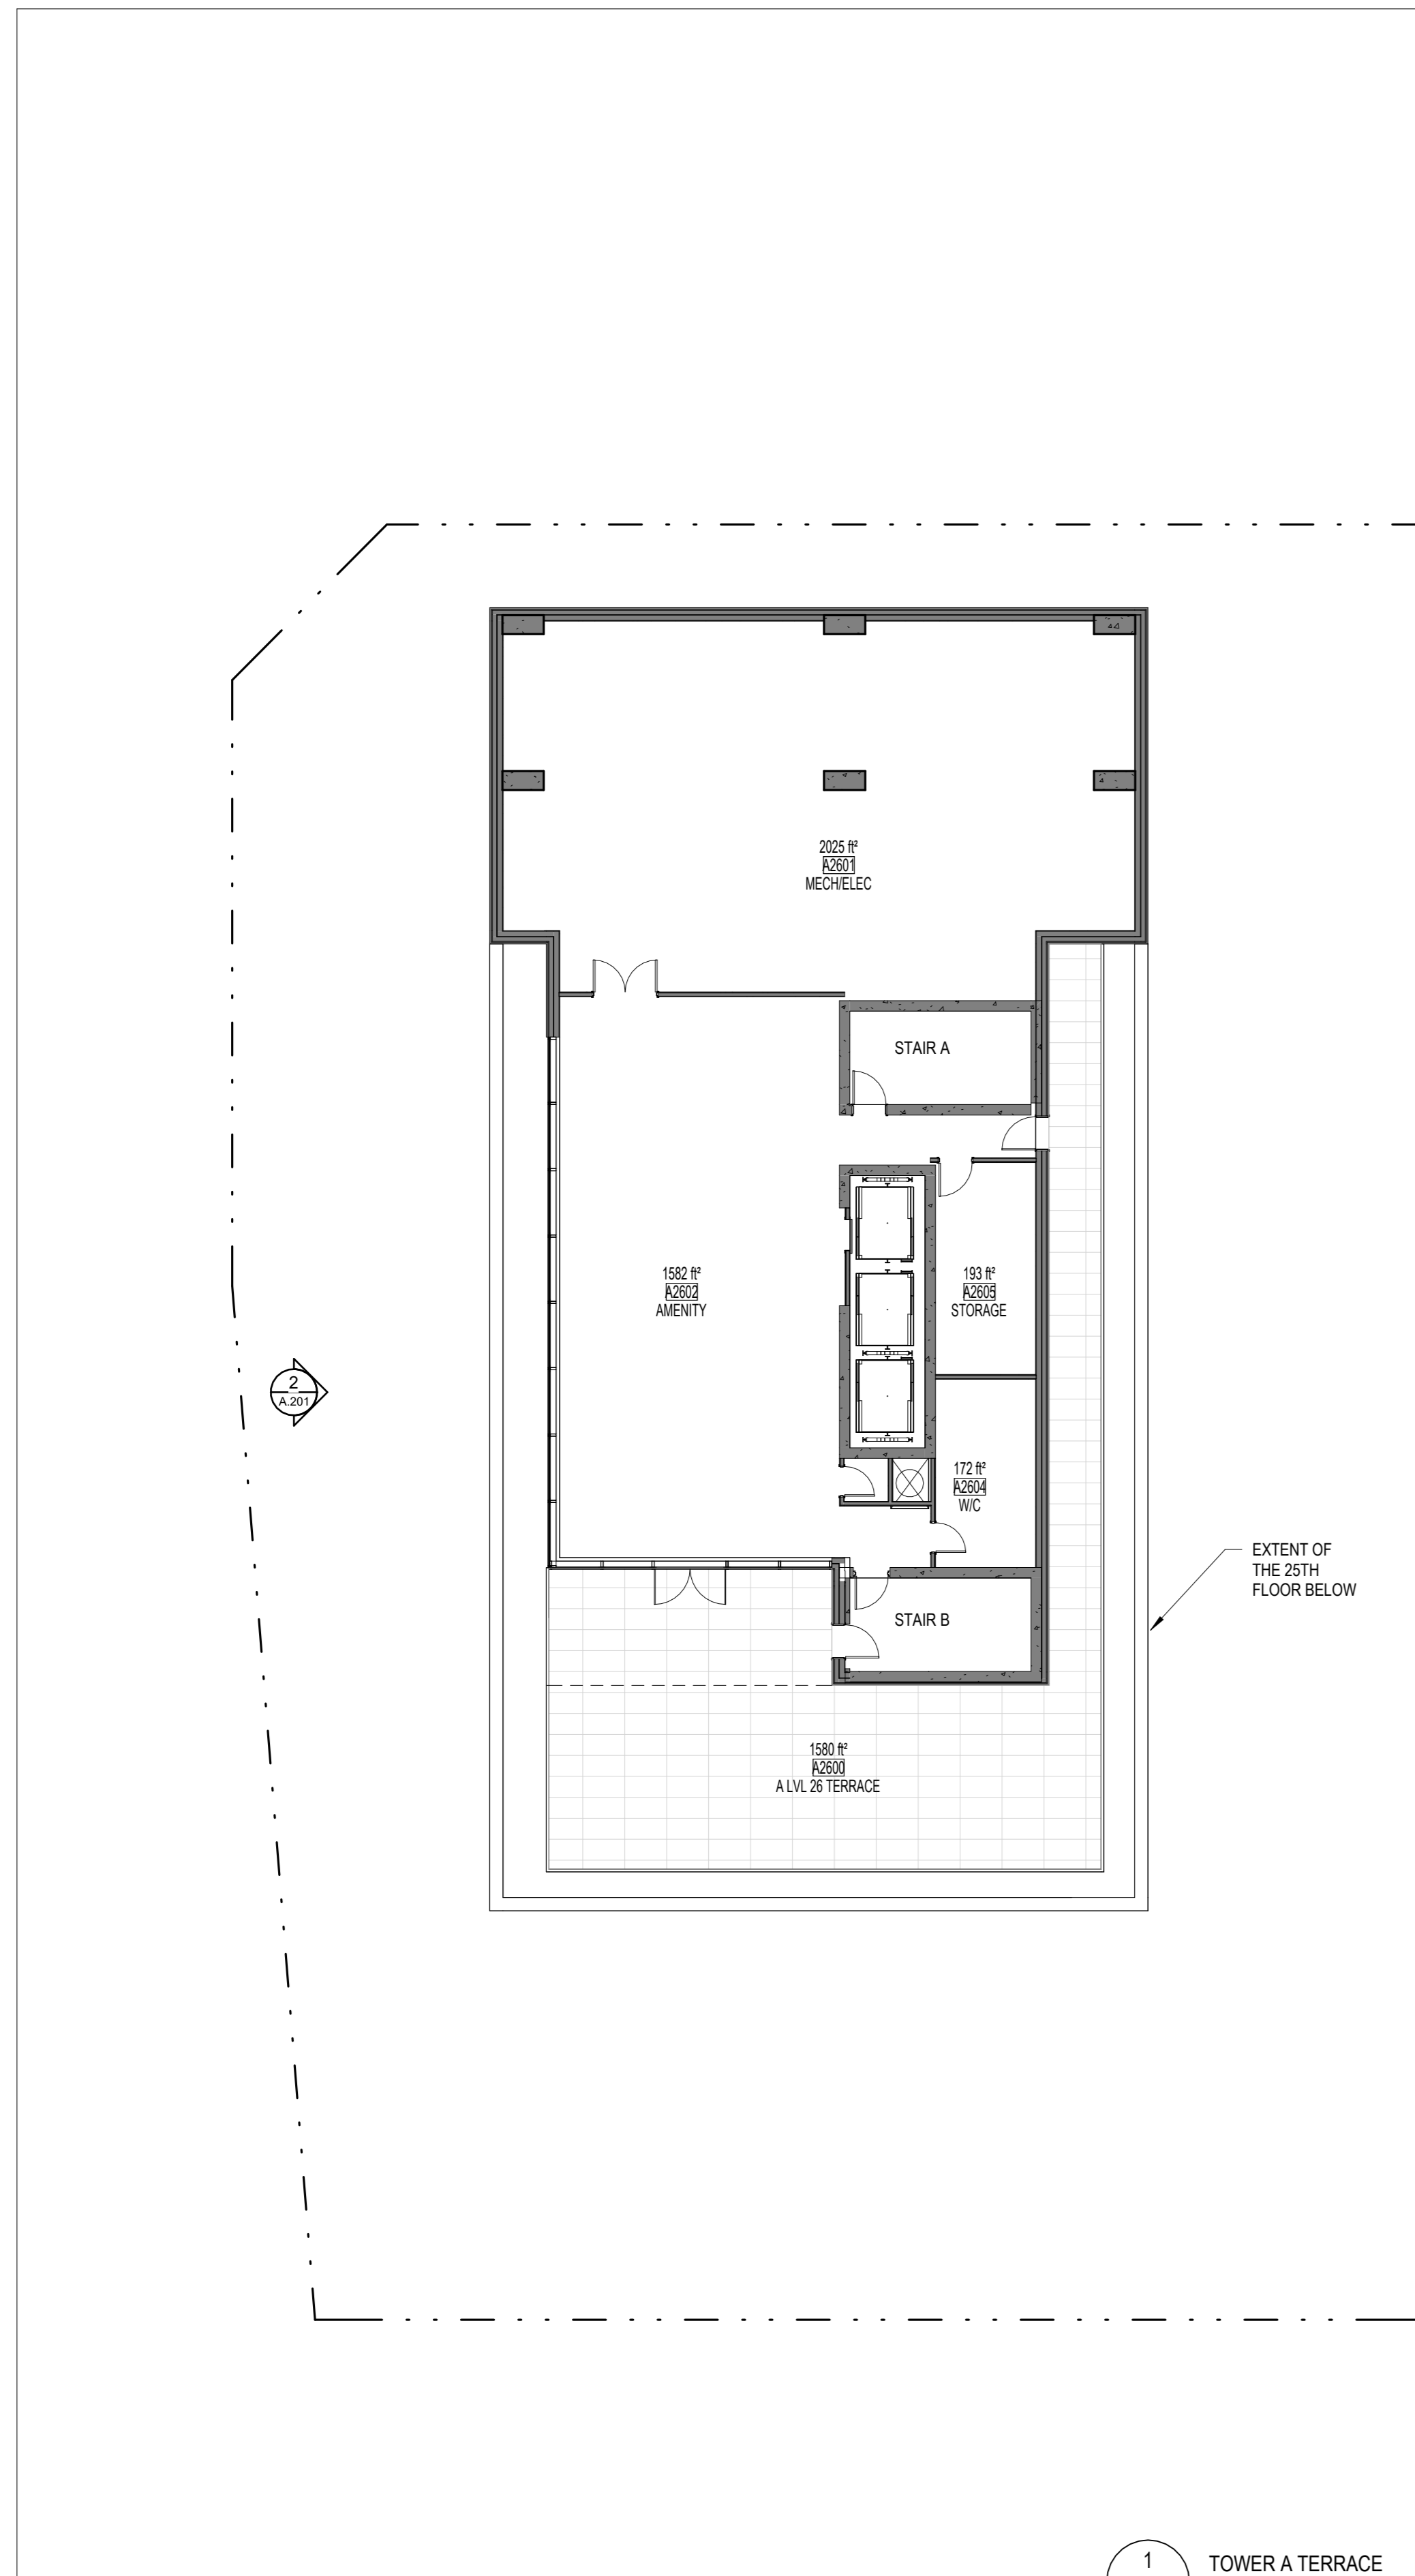 2025 ft²
A2601
MECH/ELEC
STAIR A
1582 ft²
A2602
AMENITY
193 ft²
A2605
STORAGE
2
A.201
172 ft²
A2604
W/C
EXTENT OF
THE 25TH
FLOOR BELOW
STAIR B
1580 ft²
A2600
A LVL 26 TERRACE
1
TOWER A TERRACE